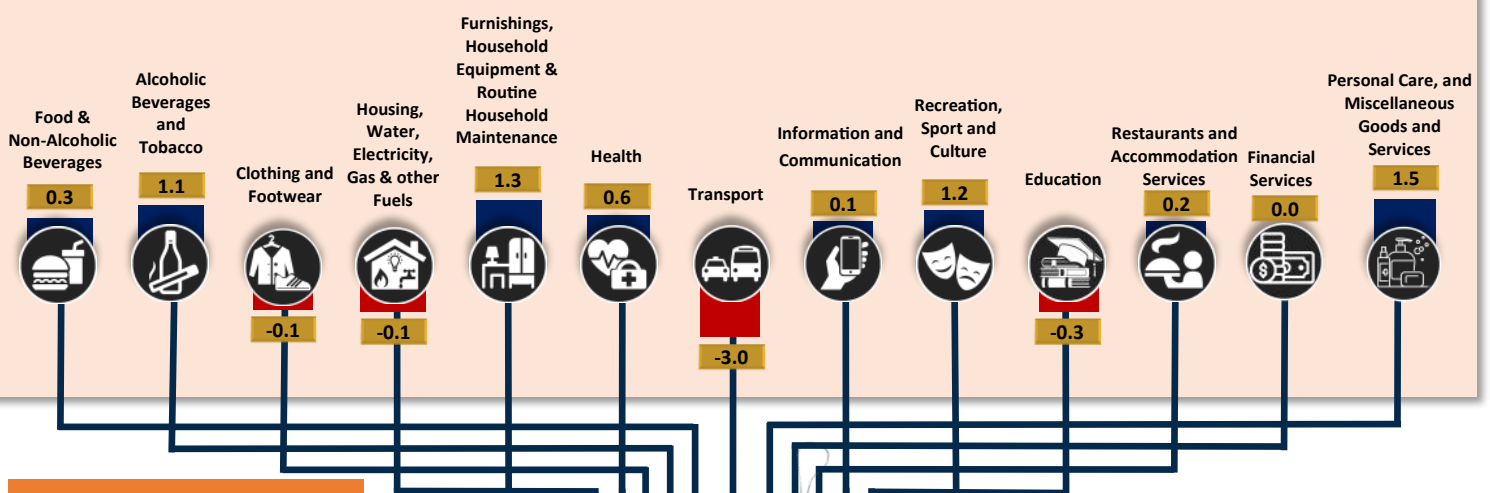 Food &
Non-Alcoholic
Beverages
0.3
Alcoholic
Beverages
and
Tobacco
1.1
Clothing and
Footwear
-0.1
Housing,
Water,
Electricity,
Gas & other
Fuels
-0.1
Furnishings,
Household
Equipment &
Routine
Household
Maintenance
1.3
Health
0.6
Transport
-3.0
Information and
Communication
0.1
Recreation,
Sport and
Culture
1.2
Education
-0.3
Restaurants and
Accommodation
Services
0.2
Financial
Services
0.0
Personal Care, and
Miscellaneous
Goods and
Services
1.5